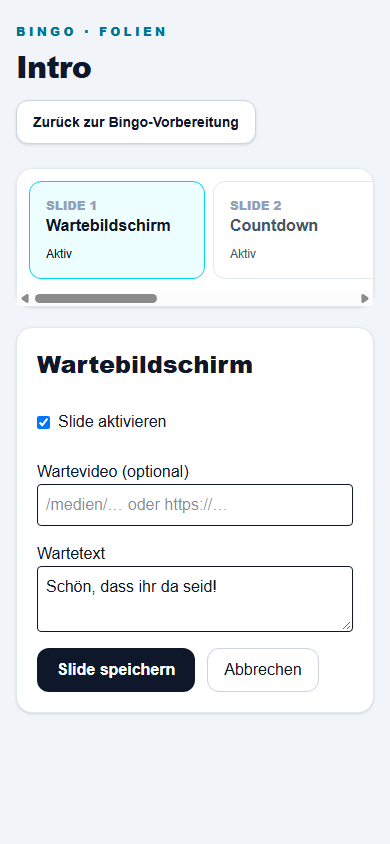 BINGO · FOLIEN
Intro
Zurück zur Bingo-Vorbereitung
SLIDE 1
Wartebildschirm
Aktiv
SLIDE 2
Countdown
Aktiv
Wartebildschirm
Slide aktivieren
Wartevideo (optional)
/medien/… oder https://…
Wartetext
Schön, dass ihr da seid!
Slide speichern
Abbrechen